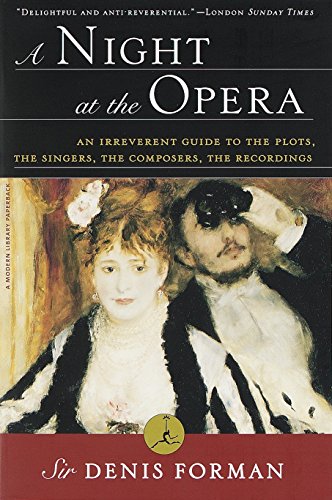 "Delightful and anti-reverential."—London Sunday Times
A Night
at the Opera
An irreverent guide to the plots,
the singers, the composers, the recordings
A Modern Library Paperback
Sir Denis Forman